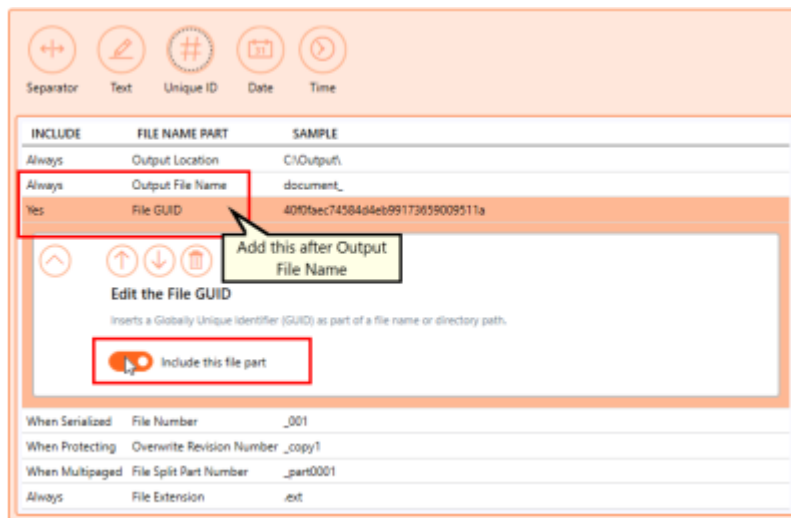 Separator Text Unique ID Date Time
INCLUDE FILE NAME PART SAMPLE
Always Output Location C:\Output\
Always Output File Name document_
Yes File GUID 40f0faec74584d4eb99173659009511a
Add this after Output
File Name
Edit the File GUID
Inserts a Globally Unique Identifier (GUID) as part of a file name or directory path.
Include this file part
When Serialized File Number _001
When Protecting Overwrite Revision Number _copy1
When Multipaged File Split Part Number _part0001
Always File Extension .ext